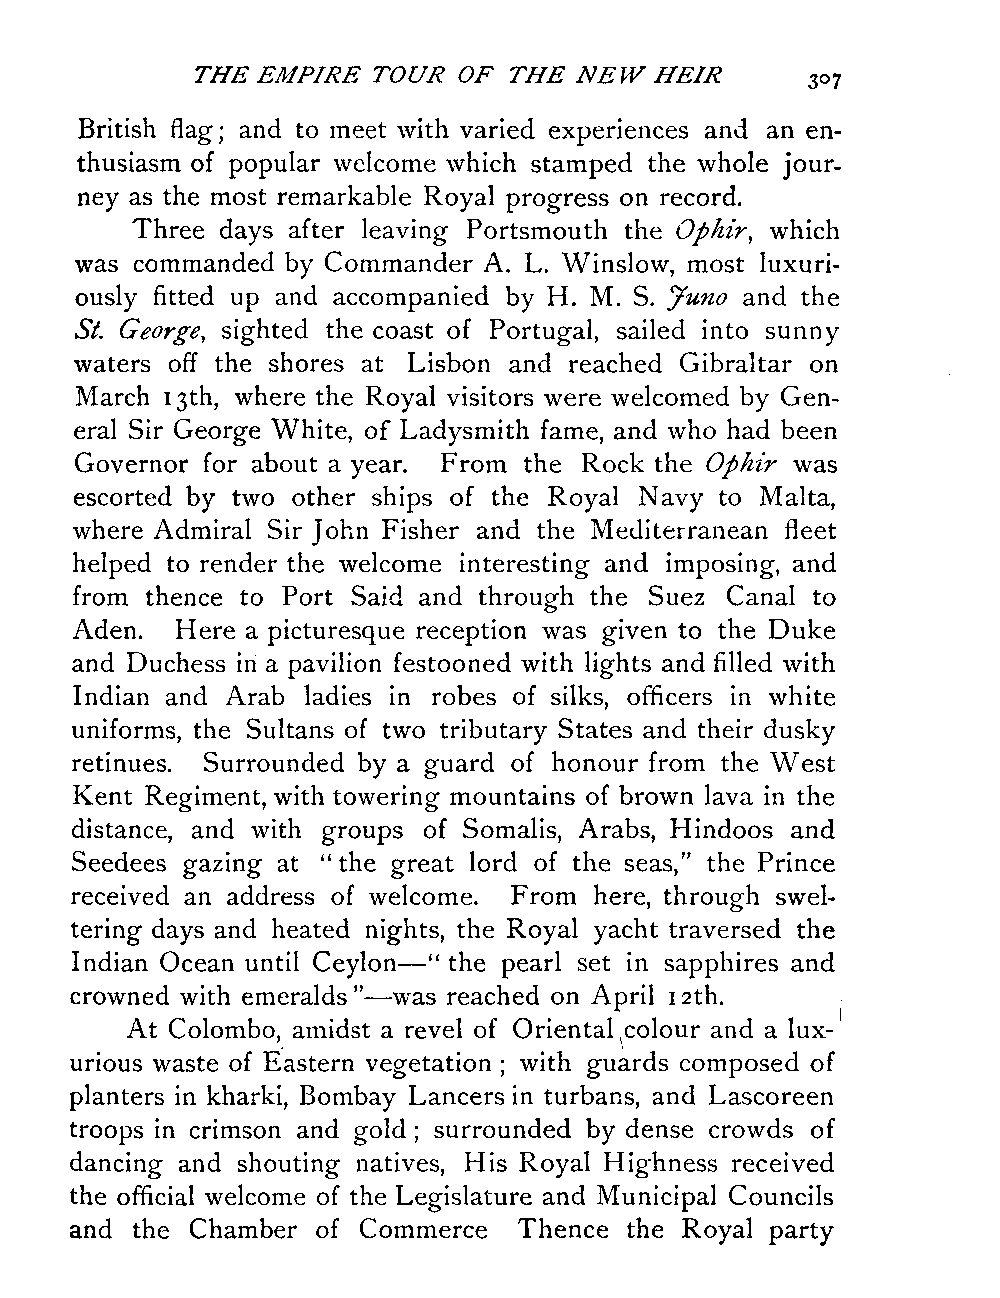 THE EMPIRE TOUR OF THE NEW HEIR 307
British flag; and to meet with varied experiences and an en-
thusiasm of popular welcome which stamped the whole jour-
ney as the most remarkable Royal progress on record.
Three days after leaving Portsmouth the Ophir, which
was commanded by Commander A. L. Winslow, most luxuri-
ously fitted up and accompanied by H. M. S. Juno and the
St. George, sighted the coast of Portugal, sailed into sunny
waters off the shores at Lisbon and reached Gibraltar on
March 13th, where the Royal visitors were welcomed by Gen-
eral Sir George White, of Ladysmith fame, and who had been
Governor for about a year. From the Rock the Ophir was
escorted by two other ships of the Royal Navy to Malta,
where Admiral Sir John Fisher and the Mediterranean fleet
helped to render the welcome interesting and imposing, and
from thence to Port Said and through the Suez Canal to
Aden. Here a picturesque reception was given to the Duke
and Duchess in a pavilion festooned with lights and filled with
Indian and Arab ladies in robes of silks, officers in white
uniforms, the Sultans of two tributary States and their dusky
retinues. Surrounded by a guard of honour from the West
Kent Regiment, with towering mountains of brown lava in the
distance, and with groups of Somalis, Arabs, Hindoos and
Seedees gazing at "the great lord of the seas," the Prince
received an address of welcome. From here, through swel-
tering days and heated nights, the Royal yacht traversed the
Indian Ocean until Ceylon—"the pearl set in sapphires and
crowned with emeralds"—was reached on April 12th.
At Colombo, amidst a revel of Oriental colour and a lux-
urious waste of Eastern vegetation; with guards composed of
planters in kharki, Bombay Lancers in turbans, and Lascoreen
troops in crimson and gold; surrounded by dense crowds of
dancing and shouting natives, His Royal Highness received
the official welcome of the Legislature and Municipal Councils
and the Chamber of Commerce Thence the Royal party